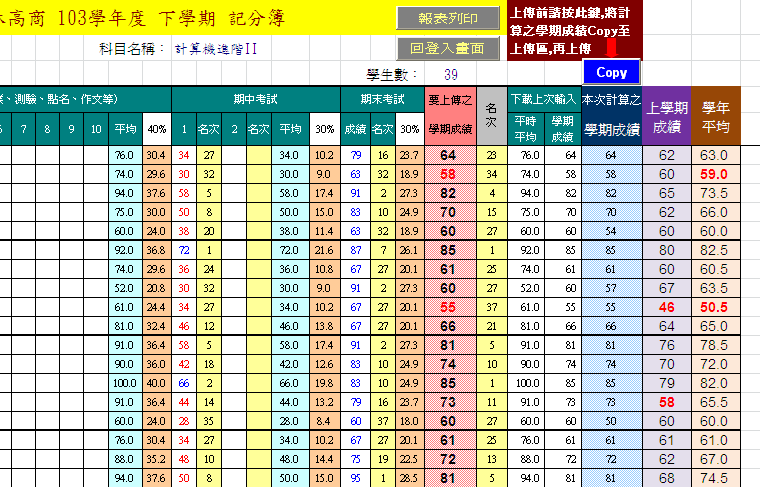 高商 103學年度 下學期 記分簿
報表列印
上傳前請按此鍵,將計
算之學期成績Copy至
上傳區,再上傳
科目名稱： 計算機進階II
回登入畫面
學生數： 39
Copy
、測驗、點名、作文等) 期中考試 期末考試 要上傳之 學期成績 名次 下載上次輸入 本次計算之 學期成績 上學期 成績 學年 平均
7 8 9 10 平均 40% 1 名次 2 名次 平均 30% 成績 名次 30% 平時 平均 學期 成績
76.0 30.4 34 27 34.0 10.2 79 16 23.7 64 23 76.0 64 64 62 63.0
74.0 29.6 30 32 30.0 9.0 63 32 18.9 58 34 74.0 58 58 60 59.0
94.0 37.6 58 5 58.0 17.4 91 2 27.3 82 4 94.0 82 82 65 73.5
75.0 30.0 50 8 50.0 15.0 83 10 24.9 70 15 75.0 70 70 62 66.0
60.0 24.0 38 20 38.0 11.4 63 32 18.9 60 27 60.0 60 54 60 60.0
92.0 36.8 72 1 72.0 21.6 87 7 26.1 85 1 92.0 85 85 80 82.5
74.0 29.6 36 24 36.0 10.8 67 27 20.1 61 25 74.0 61 61 60 60.5
52.0 20.8 30 32 30.0 9.0 91 2 27.3 60 27 52.0 60 57 67 63.5
61.0 24.4 34 27 34.0 10.2 67 27 20.1 55 37 61.0 55 55 46 50.5
81.0 32.4 46 12 46.0 13.8 67 27 20.1 66 21 81.0 66 66 64 65.0
91.0 36.4 58 5 58.0 17.4 91 2 27.3 81 5 91.0 81 81 76 78.5
90.0 36.0 42 18 42.0 12.6 83 10 24.9 74 10 90.0 74 74 70 72.0
100.0 40.0 66 2 66.0 19.8 83 10 24.9 85 1 100.0 85 85 79 82.0
91.0 36.4 44 14 44.0 13.2 79 16 23.7 73 11 91.0 73 73 58 65.5
60.0 24.0 28 35 28.0 8.4 60 37 18.0 60 27 60.0 60 50 60 60.0
76.0 30.4 34 27 34.0 10.2 67 27 20.1 61 25 76.0 61 61 61 61.0
88.0 35.2 48 10 48.0 14.4 75 19 22.5 72 13 88.0 72 72 62 67.0
94.0 37.6 50 8 50.0 15.0 95 1 28.5 81 5 94.0 81 81 68 74.5